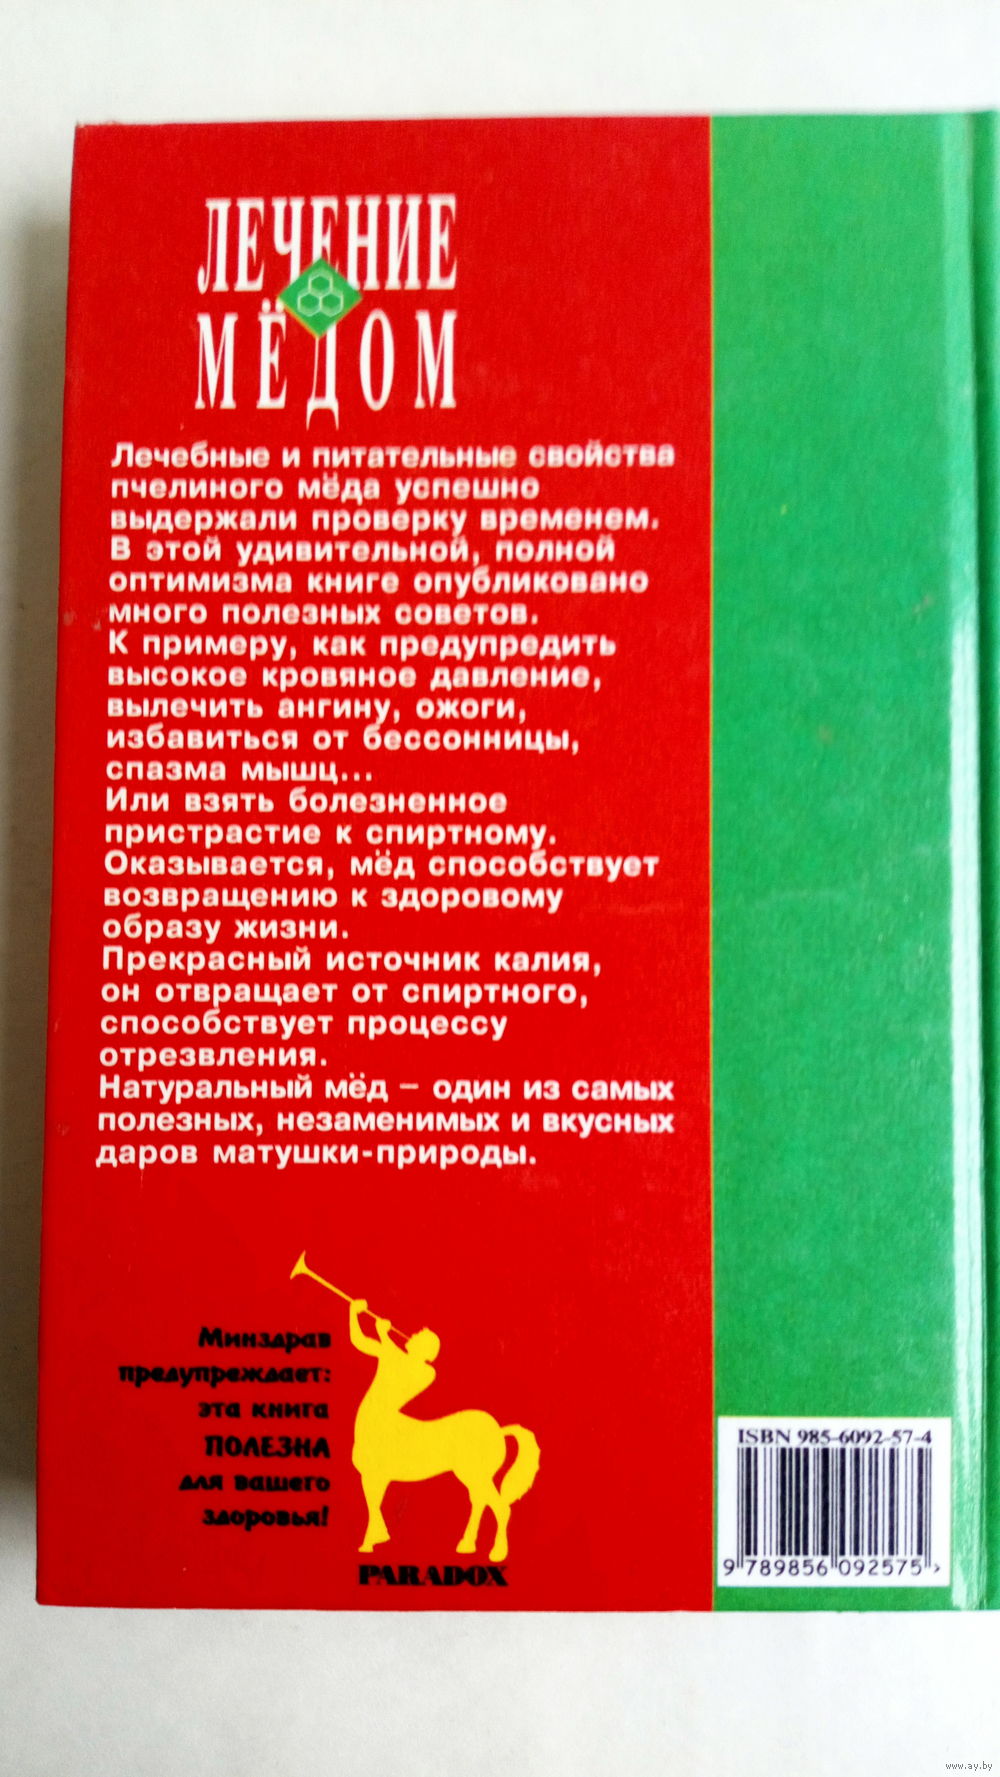 ЛЕЧЕНИЕ
МЁДОМ
Лечебные и питательные свойства
пчелиного мёда успешно
выдержали проверку временем.
В этой удивительной, полной
оптимизма книге опубликовано
много полезных советов.
К примеру, как предупредить
высокое кровяное давление,
вылечить ангину, ожоги,
избавиться от бессонницы,
спазма мышц...
Или взять болезненное
пристрастие к спиртному.
Оказывается, мёд способствует
возвращению к здоровому
образу жизни.
Прекрасный источник калия,
он отвращает от спиртного,
способствует процессу
отрезвления.
Натуральный мёд – один из самых
полезных, незаменимых и вкусных
даров матушки-природы.
Минздрав
предупреждает:
эта книга
ПОЛЕЗНА
для вашего
здоровья!
PARADOX
ISBN 985-6092-57-4
9 789856 092575 >
www.ay.by